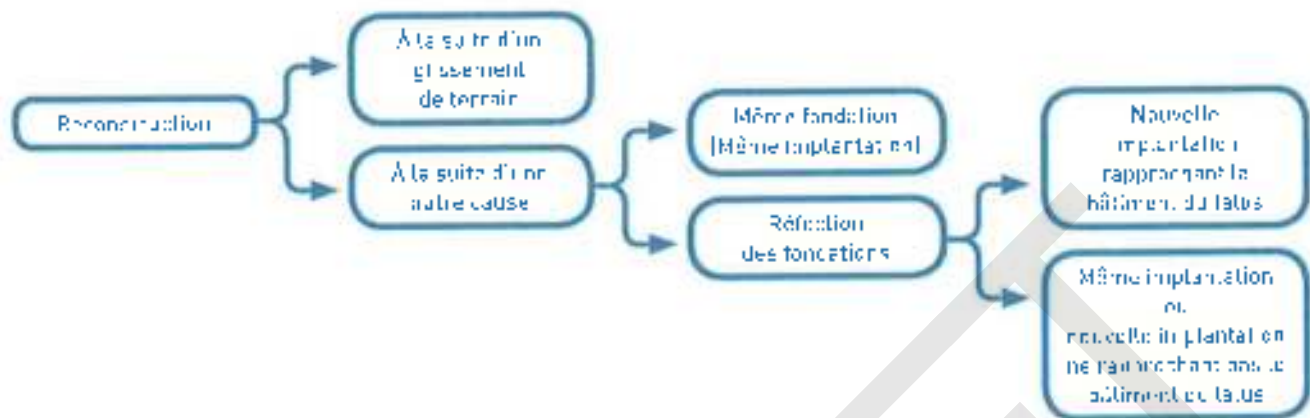 Reconstruction
À la suite d'un
glissement
de terrain
À la suite d'une
autre cause
Même fondation
(Même implantation)
Réfection
des fondations
Nouvelle
implantation
rapprochant le
bâtiment du talus
Même implantation
ou
nouvelle implantation
ne rapprochant pas le
bâtiment du talus